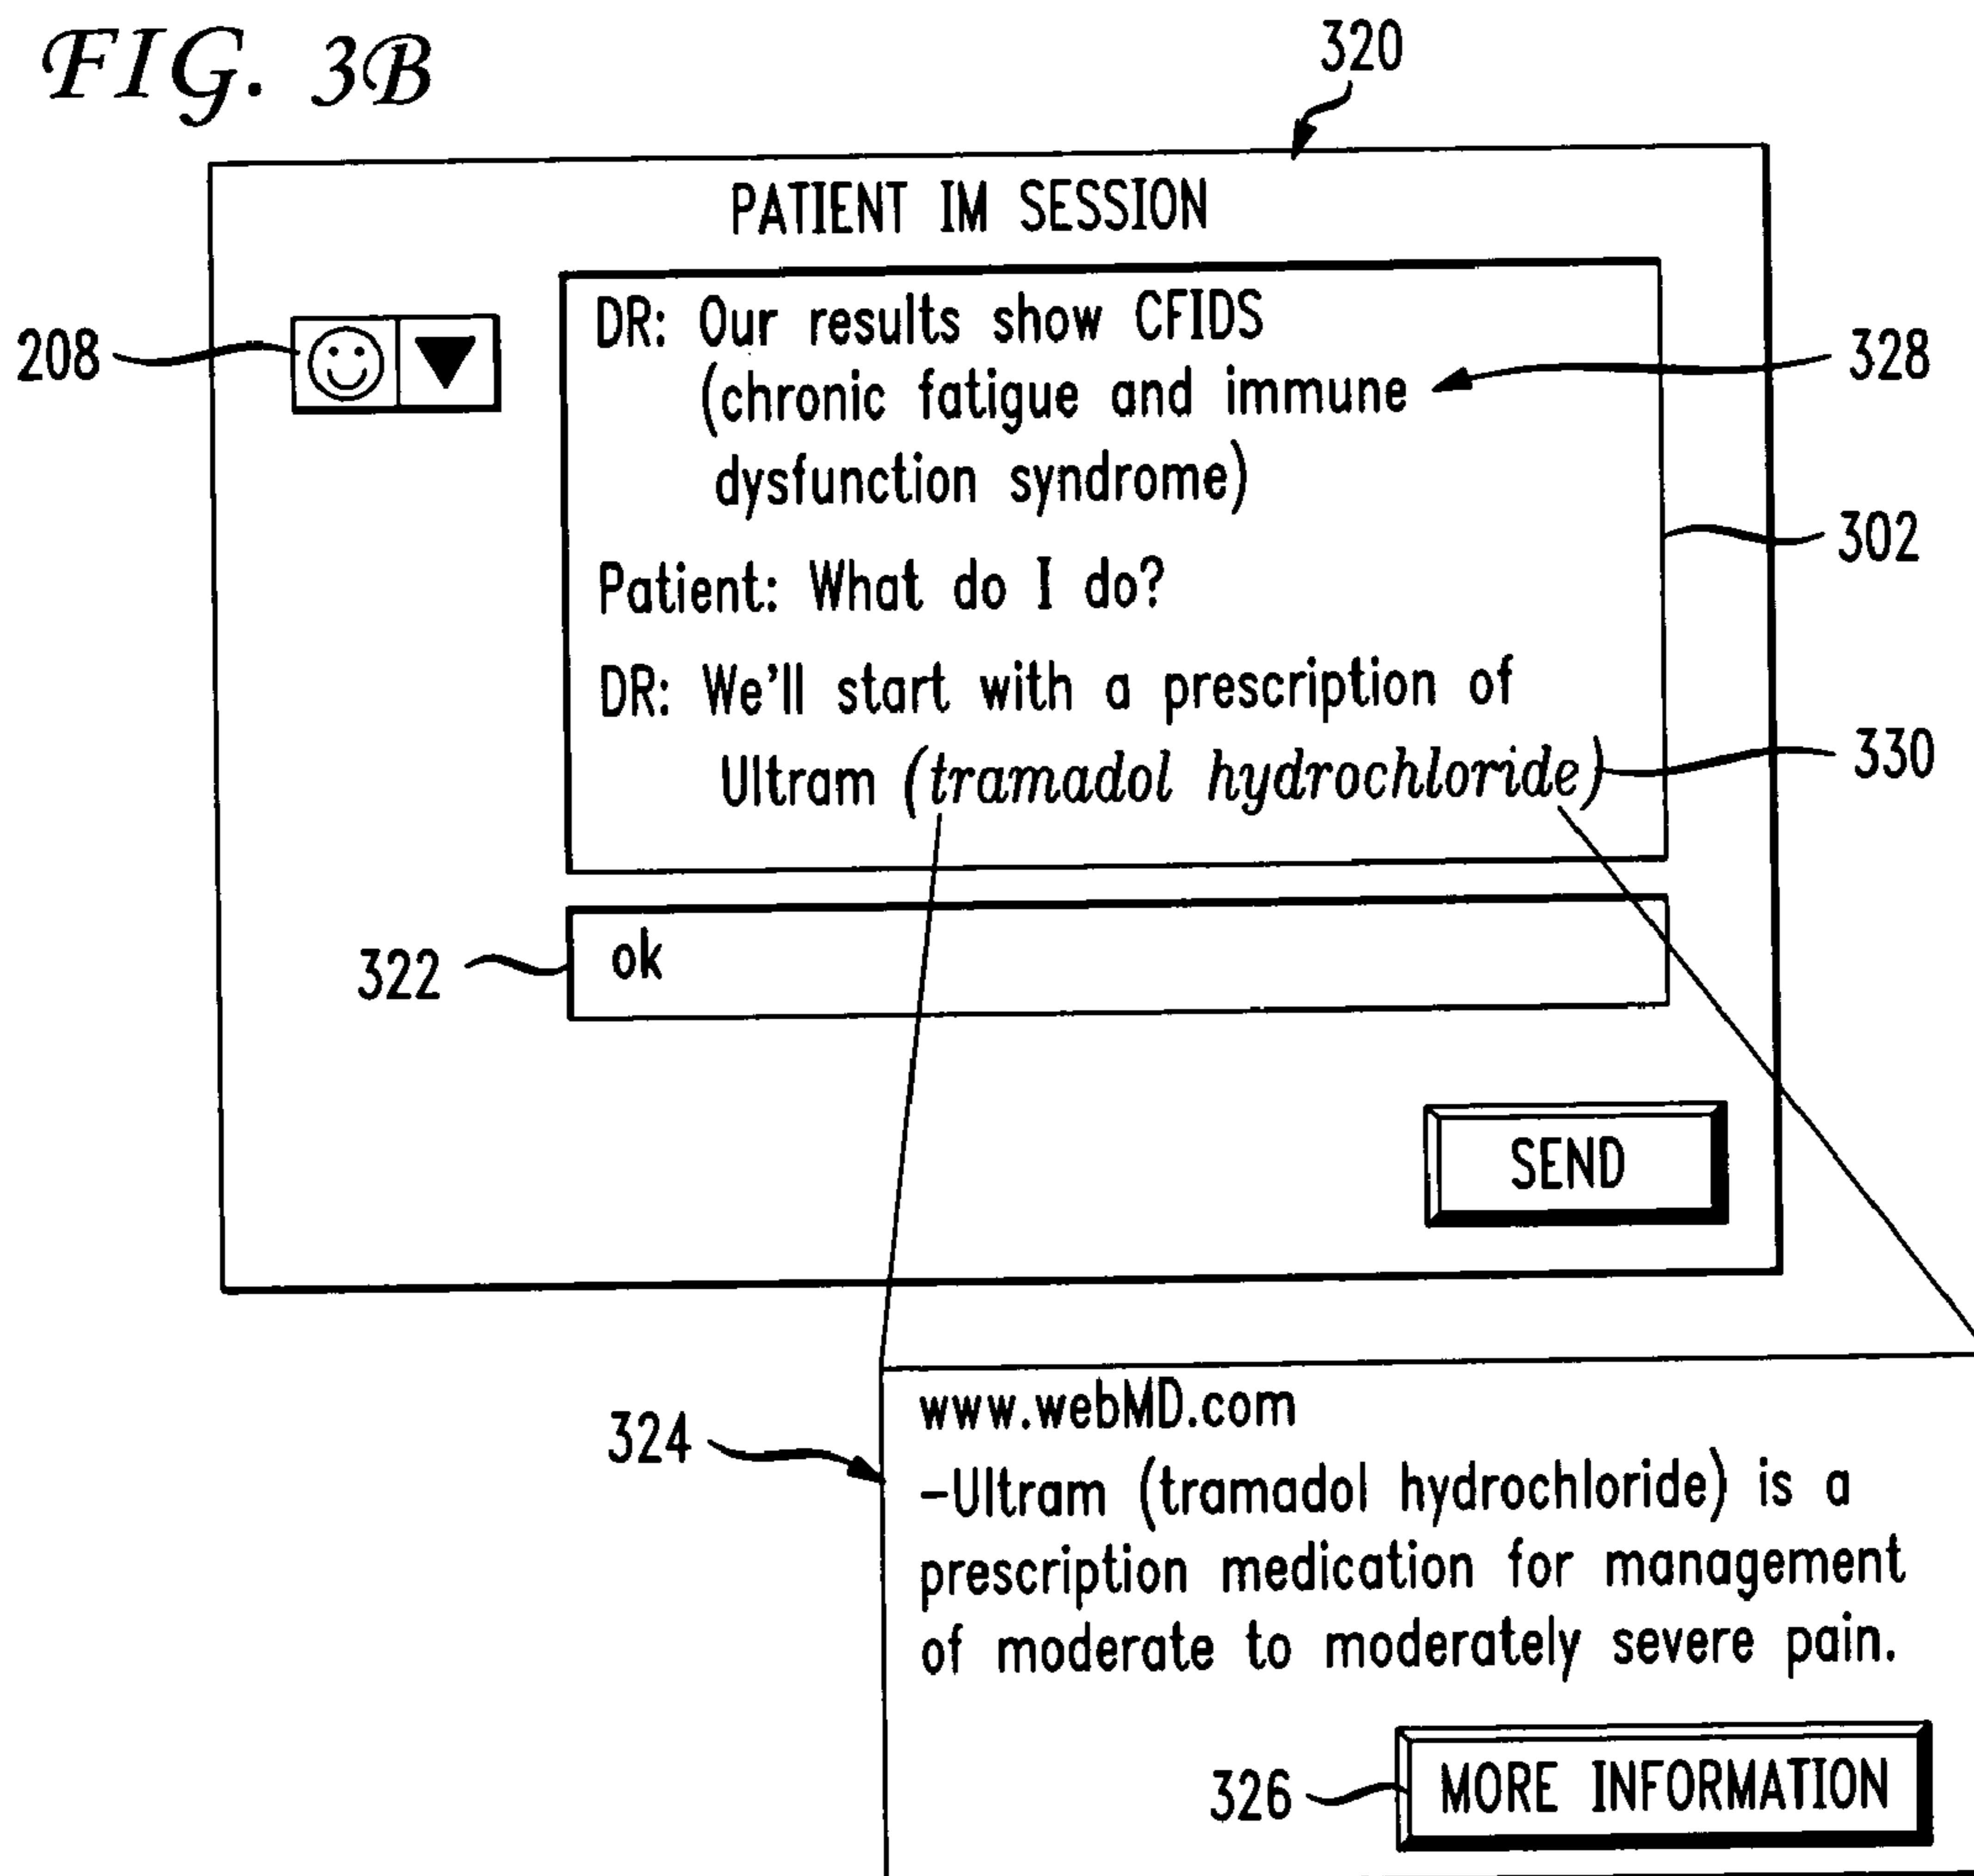 FIG. 3B
320
PATIENT IM SESSION
208
DR: Our results show CFIDS
(chronic fatigue and immune
328
dysfunction syndrome)
302
Patient: What do I do?
DR: We'll start with a prescription of
Ultram (tramadol hydrochloride)
330
322
ok
SEND
324
www.webMD.com
-Ultram (tramadol hydrochloride) is a
prescription medication for management
of moderate to moderately severe pain.
326
MORE INFORMATION